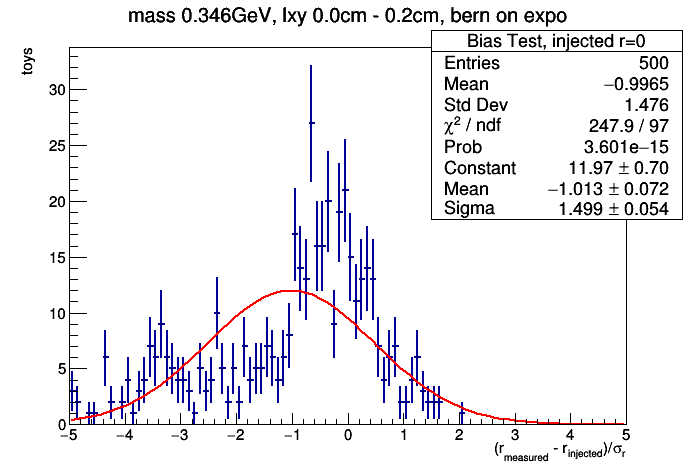 mass 0.346GeV, lxy 0.0cm - 0.2cm, bern on expo
toys
Bias Test, injected r=0
Entries 500
Mean −0.9965
Std Dev 1.476
χ² / ndf 247.9 / 97
Prob 3.601e−15
Constant 11.97 ± 0.70
Mean −1.013 ± 0.072
Sigma 1.499 ± 0.054
30
25
20
15
10
5
0
−5 −4 −3 −2 −1 0 1 2 3 4 5
(r_measured - r_injected)/σ_r